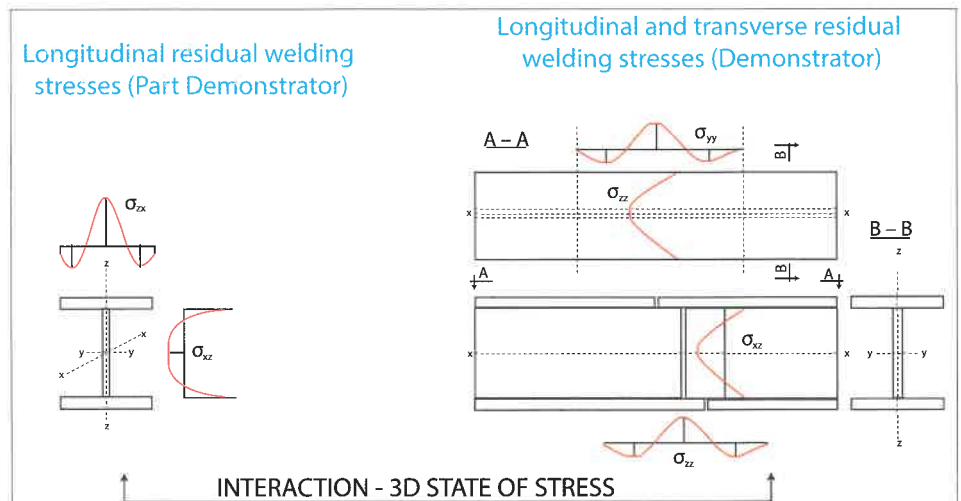 Longitudinal residual welding
stresses (Part Demonstrator)
Longitudinal and transverse residual
welding stresses (Demonstrator)
A – A
σyy
B
σzz
x
x
B – B
z
B
A
A
σzx
z
x
y
y
x
σxz
z
x
σxz
x
y
y
z
σzz
INTERACTION - 3D STATE OF STRESS